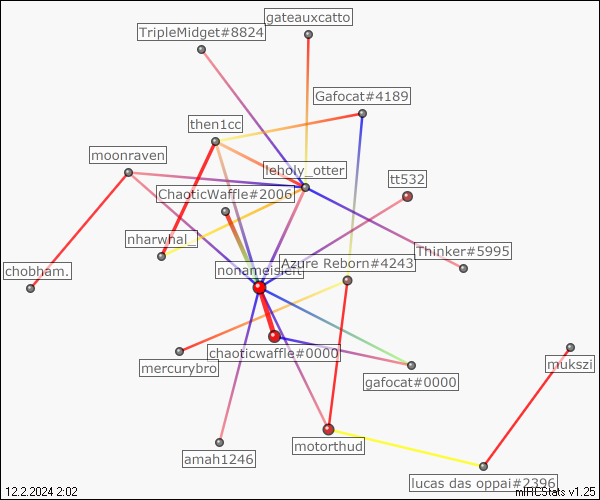 gateauxcatto
TripleMidget#8824
Gafocat#4189
then1cc
moonraven
leholy_otter
tt532
ChaoticWaffle#2006
nharwhal_
Thinker#5995
Azure Reborn#4243
nonameisleft
chobham.
chaoticwaffle#0000
mukszi
mercurybro
gafocat#0000
motorthud
amah1246
lucas das oppai#2396
12.2.2024 2:02
mIRCStats v1.25